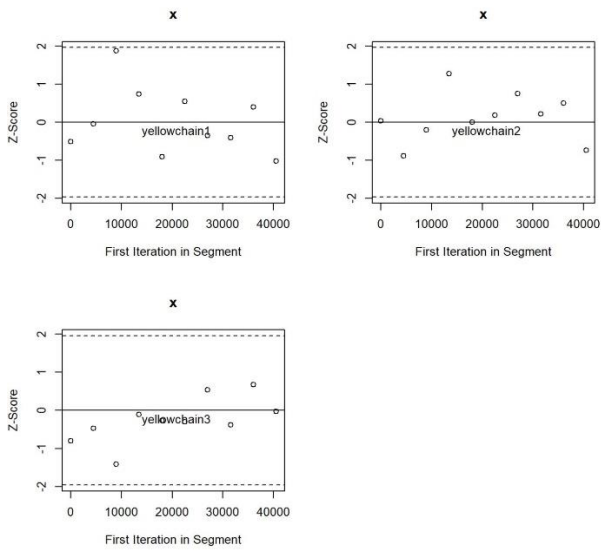 x
2
1
0
-1
-2
Z-Score
yellowchain1
0 10000 20000 30000 40000
First Iteration in Segment
x
2
1
0
-1
-2
Z-Score
yellowchain2
0 10000 20000 30000 40000
First Iteration in Segment
x
2
1
0
-1
-2
Z-Score
yellowchain3
0 10000 20000 30000 40000
First Iteration in Segment